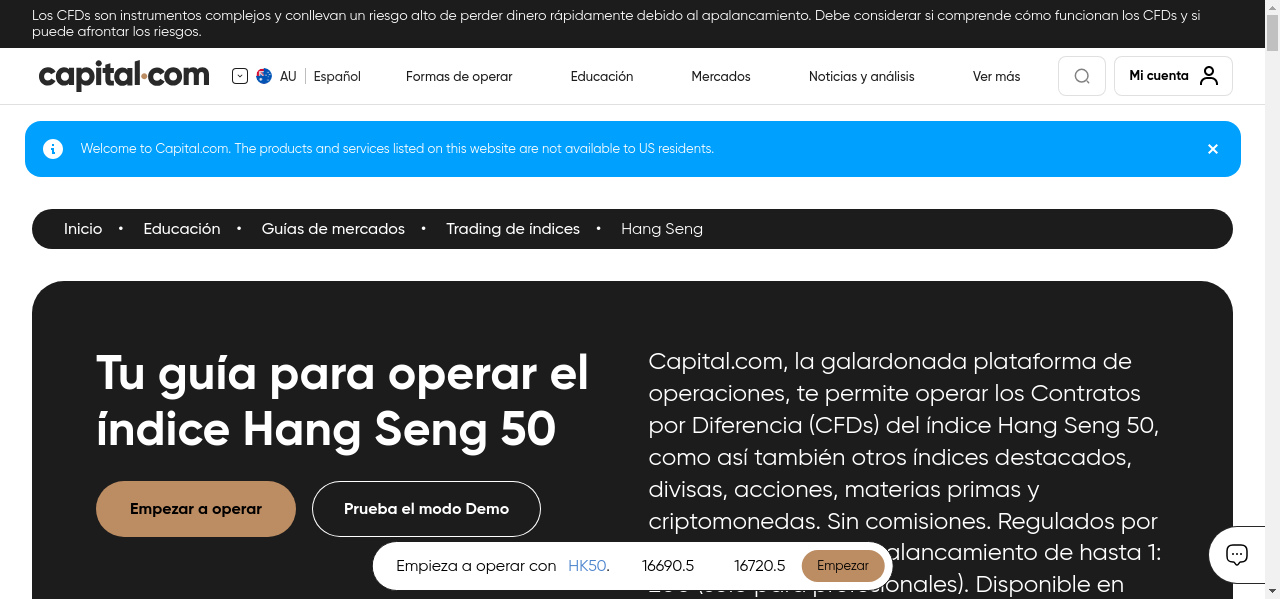 Los CFDs son instrumentos complejos y conllevan un riesgo alto de perder dinero rápidamente debido al apalancamiento. Debe considerar si comprende cómo funcionan los CFDs y si
puede afrontar los riesgos.
capital.com
AU
Español
Formas de operar
Educación
Mercados
Noticias y análisis
Ver más
Mi cuenta
Welcome to Capital.com. The products and services listed on this website are not available to US residents.
Inicio • Educación • Guías de mercados • Trading de índices • Hang Seng
Tu guía para operar el
índice Hang Seng 50
Empezar a operar
Prueba el modo Demo
Capital.com, la galardonada plataforma de
operaciones, te permite operar los Contratos
por Diferencia (CFDs) del índice Hang Seng 50,
como así también otros índices destacados,
divisas, acciones, materias primas y
criptomonedas. Sin comisiones. Regulados por
alancamiento de hasta 1:
Disponible en
Empieza a operar con HK50. 16690.5 16720.5 Empezar